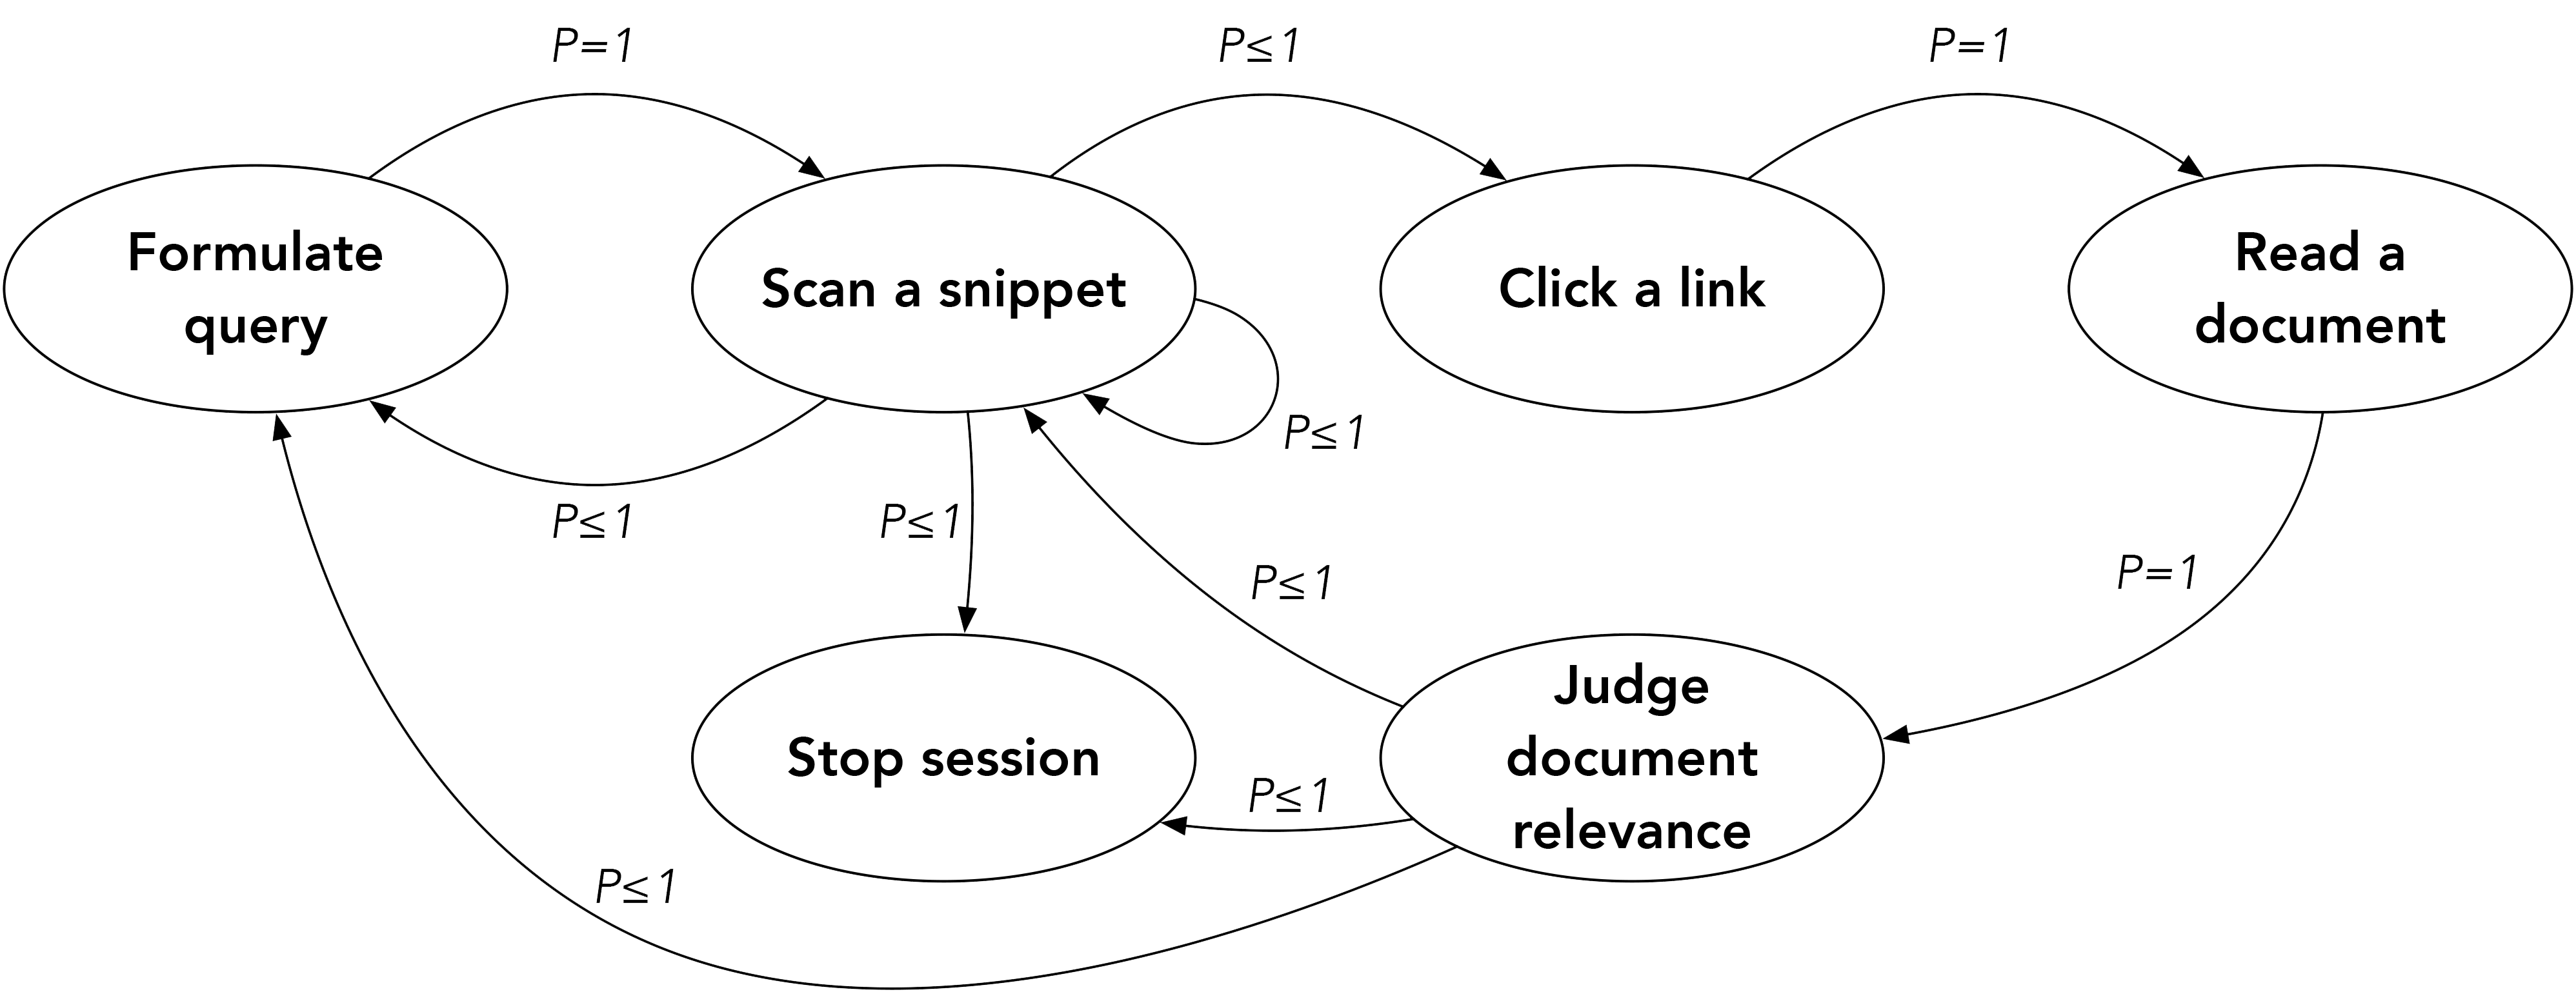 P=1
P≤1
P=1
Formulate
query
Scan a snippet
Click a link
Read a
document
P≤1
P≤1
P≤1
P≤1
P=1
Stop session
Judge
document
relevance
P≤1
P≤1